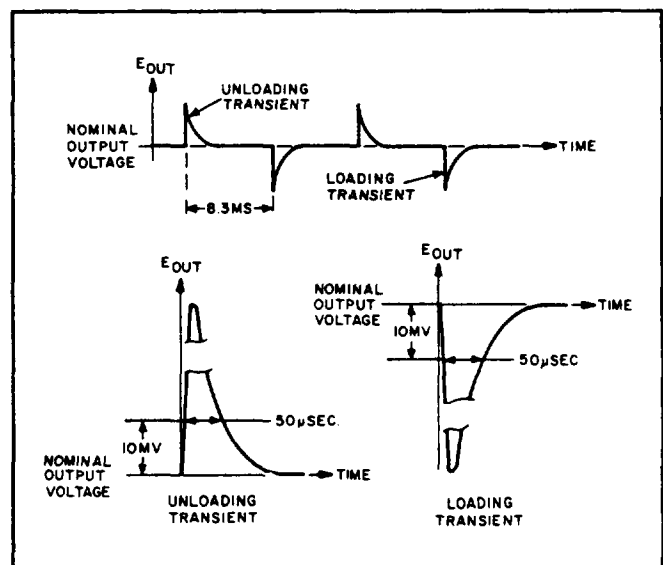 EOUT
UNLOADING
TRANSIENT
NOMINAL
OUTPUT
VOLTAGE
TIME
LOADING
TRANSIENT
8.3MS
EOUT
10MV
50µSEC.
NOMINAL
OUTPUT
VOLTAGE
TIME
UNLOADING
TRANSIENT
EOUT
NOMINAL
OUTPUT
VOLTAGE
TIME
10MV
50µSEC
LOADING
TRANSIENT